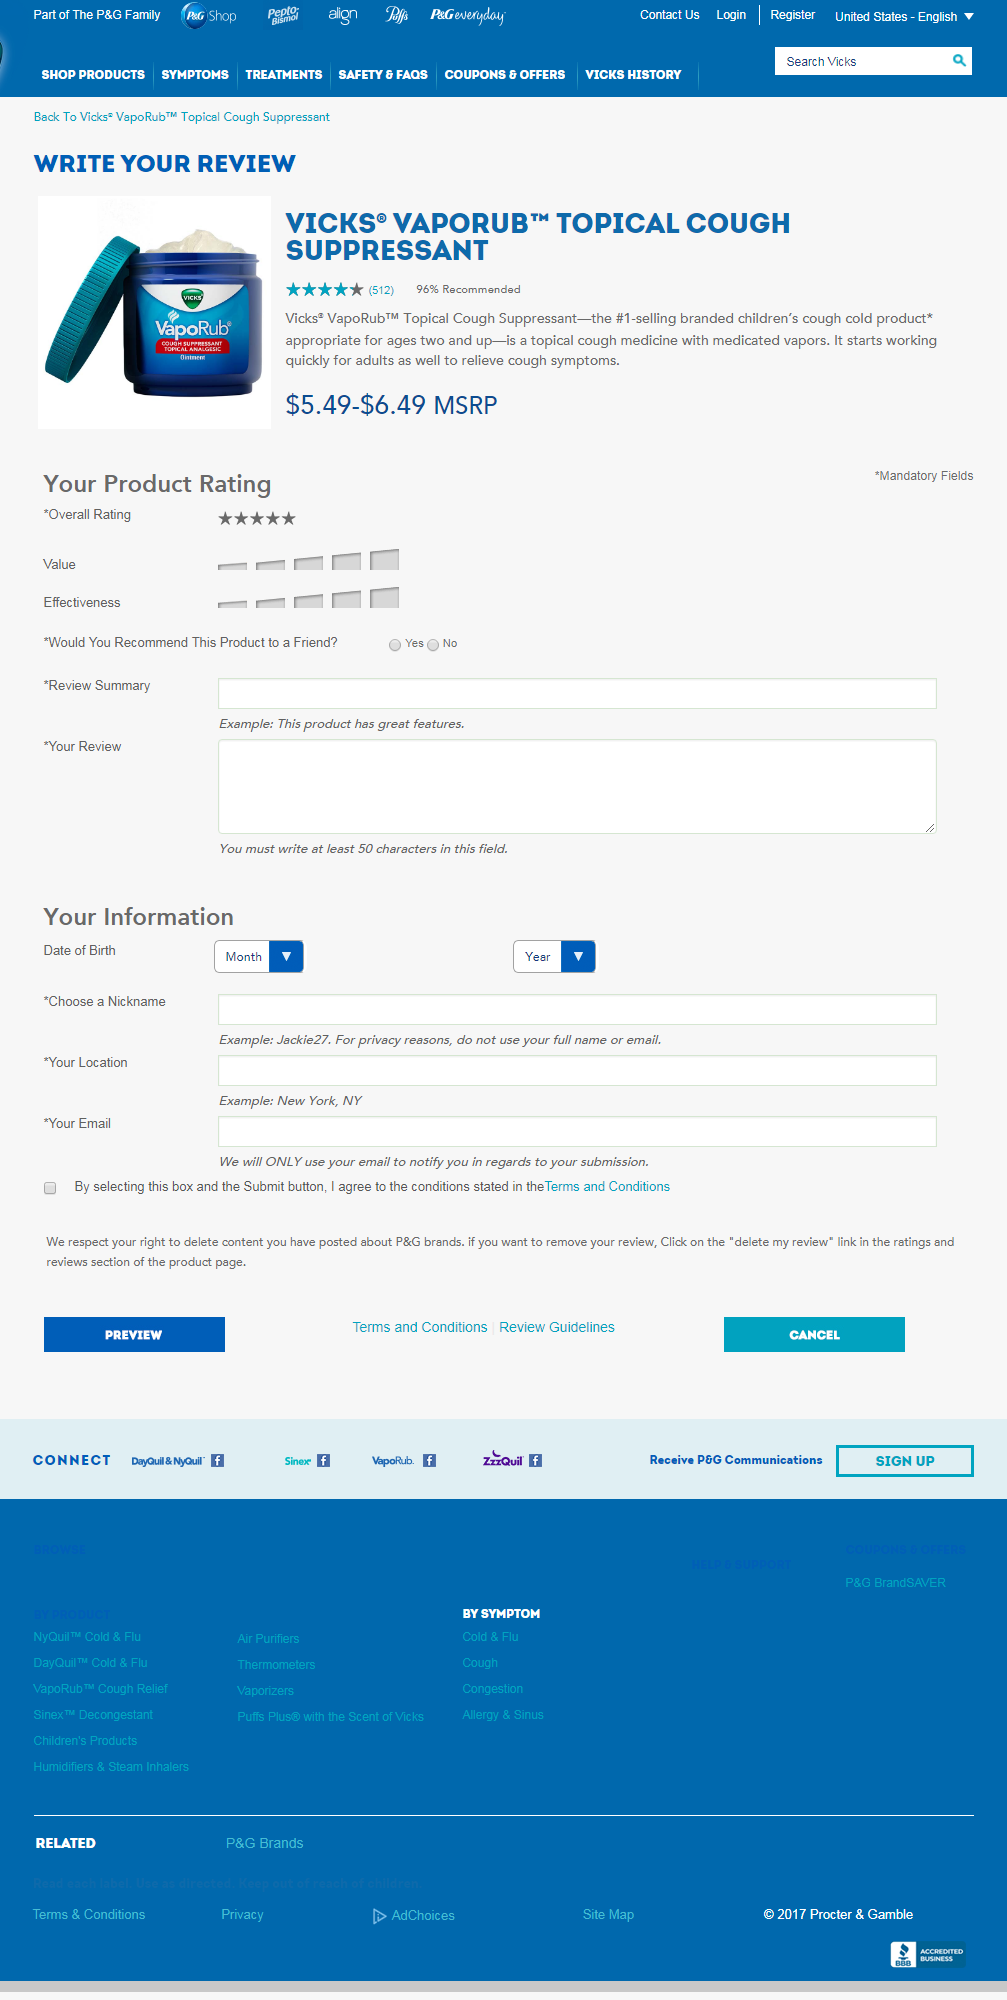 Part of The P&G Family P&G Shop Pepto Bismol align Puffs P&G everyday Contact Us Login Register United States - English
SHOP PRODUCTS SYMPTOMS TREATMENTS SAFETY & FAQS COUPONS & OFFERS VICKS HISTORY Search Vicks
Back To Vicks® VapoRub™ Topical Cough Suppressant
WRITE YOUR REVIEW
VICKS
VapoRub®
COUGH SUPPRESSANT
TOPICAL ANALGESIC
Ointment
VICKS® VAPORUB™ TOPICAL COUGH
SUPPRESSANT
(512) 96% Recommended
Vicks® VapoRub™ Topical Cough Suppressant—the #1-selling branded children's cough cold product*
appropriate for ages two and up—is a topical cough medicine with medicated vapors. It starts working
quickly for adults as well to relieve cough symptoms.
$5.49-$6.49 MSRP
Your Product Rating *Mandatory Fields
*Overall Rating
Value
Effectiveness
*Would You Recommend This Product to a Friend? Yes No
*Review Summary
Example: This product has great features.
*Your Review
You must write at least 50 characters in this field.
Your Information
Date of Birth Month Year
*Choose a Nickname
Example: Jackie27. For privacy reasons, do not use your full name or email.
*Your Location
Example: New York, NY
*Your Email
We will ONLY use your email to notify you in regards to your submission.
By selecting this box and the Submit button, I agree to the conditions stated in theTerms and Conditions
We respect your right to delete content you have posted about P&G brands. if you want to remove your review, Click on the "delete my review" link in the ratings and
reviews section of the product page.
PREVIEW Terms and Conditions | Review Guidelines CANCEL
CONNECT DayQuil & NyQuil Sinex VapoRub. ZzzQuil Receive P&G Communications SIGN UP
BROWSE COUPONS & OFFERS
P&G BrandSAVER
BY PRODUCT BY SYMPTOM
NyQuil™ Cold & Flu Air Purifiers Cold & Flu
DayQuil™ Cold & Flu Thermometers Cough
VapoRub™ Cough Relief Vaporizers Congestion
Sinex™ Decongestant Puffs Plus® with the Scent of Vicks Allergy & Sinus
Children's Products
Humidifiers & Steam Inhalers
RELATED P&G Brands
Read each label. Use as directed. Keep out of reach of children.
Terms & Conditions Privacy AdChoices Site Map © 2017 Procter & Gamble
BBB ACCREDITED
BUSINESS